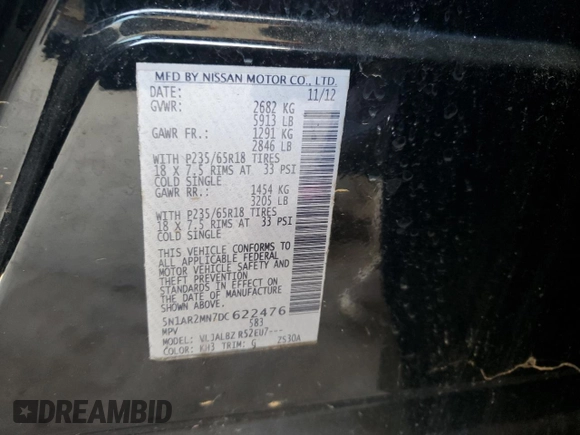 MFD BY NISSAN MOTOR CO., LTD.
DATE: 11/12
GVWR: 2682 KG
5913 LB
GAWR FR: 1291 KG
2846 LB
WITH P235/65R18 TIRES
18 X 7.5 RIMS AT 33 PSI
COLD SINGLE
GAWR RR: 1454 KG
3205 LB
WITH P235/65R18 TIRES
18 X 7.5 RIMS AT 33 PSI
COLD SINGLE
THIS VEHICLE CONFORMS TO
ALL APPLICABLE FEDERAL
MOTOR VEHICLE SAFETY AND
THEFT PREVENTION
STANDARDS IN EFFECT ON
THE DATE OF MANUFACTURE
SHOWN ABOVE.
5N1AR2MN7DC622476
MPV 5B3
MODEL: R52EU7---
COLOR: KH3 TRIM: G 2530A
DREAMBID